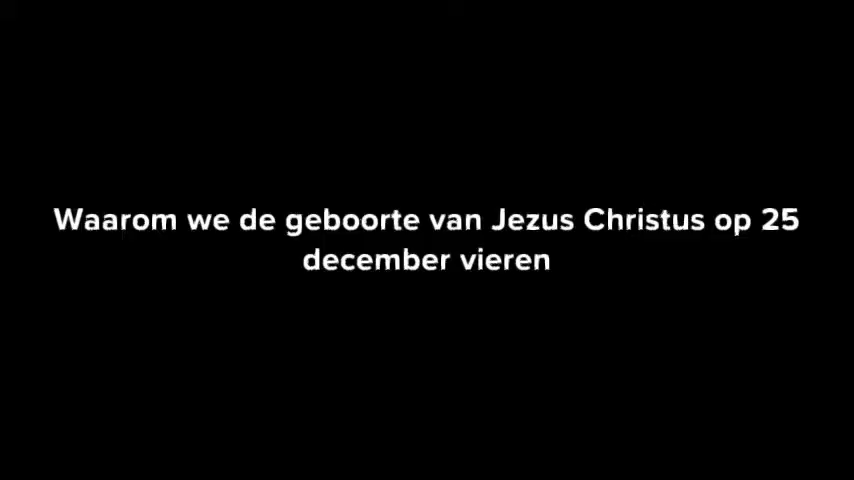 Waarom we de geboorte van Jezus Christus op 25
december vieren